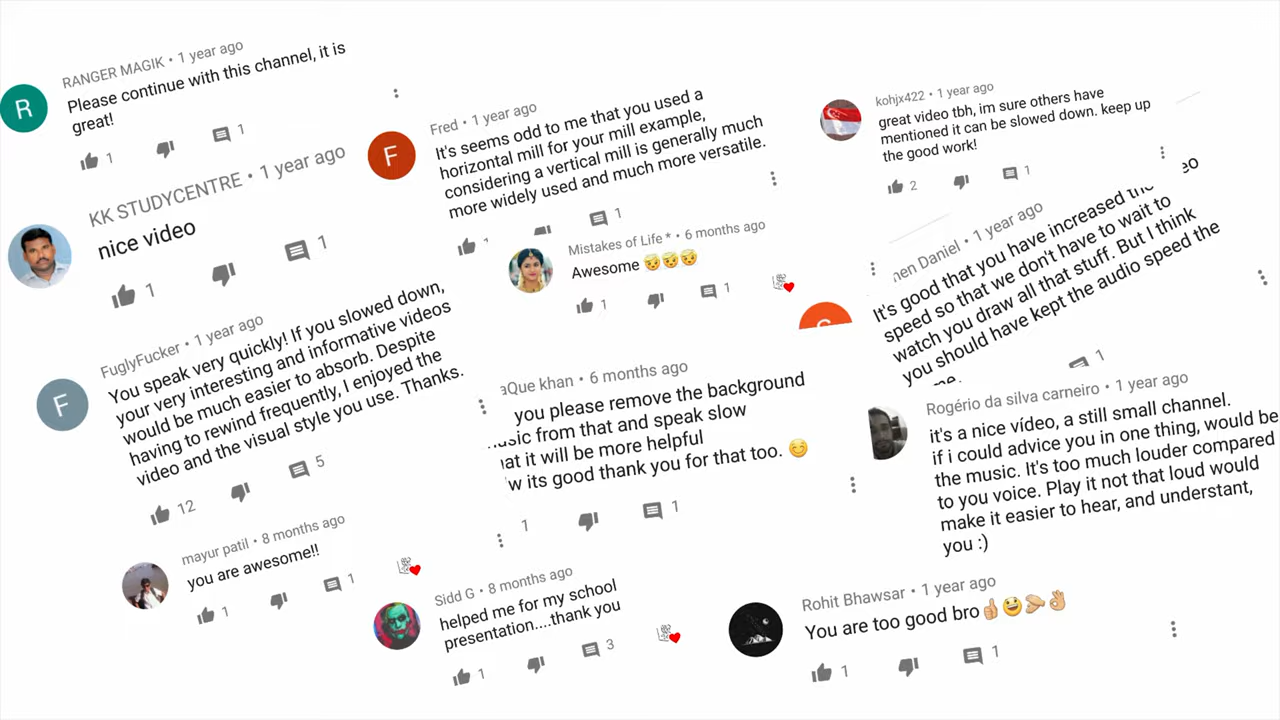 RANGER MAGIK • 1 year ago
Please continue with this channel, it is
great!
1
1
R
KK STUDYCENTRE • 1 year ago
nice video
1
1
FuglyFucker • 1 year ago
You speak very quickly! If you slowed down,
your very interesting and informative videos
would be much easier to absorb. Despite
having to rewind frequently, I enjoyed the
video and the visual style you use. Thanks.
12
5
F
mayur patil • 8 months ago
you are awesome!!
1
1
Fred • 1 year ago
It's seems odd to me that you used a
horizontal mill for your mill example,
considering a vertical mill is generally much
more widely used and much more versatile.
1
F
Mistakes of Life * • 6 months ago
Awesome 😇😇😇
1
1
aQue khan • 6 months ago
you please remove the background
music from that and speak slow
at it will be more helpful
w its good thank you for that too. 😊
1
1
Sidd G • 8 months ago
helped me for my school
presentation....thank you
1
3
kohjx422 • 1 year ago
great video tbh, im sure others have
mentioned it can be slowed down. keep up
the good work!
2
1
hen Daniel • 1 year ago
It's good that you have increased the eo
speed so that we don't have to wait to
watch you draw all that stuff. But I think
you should have kept the audio speed the
me.
1
Rogério da silva carneiro • 1 year ago
it's a nice vídeo, a still small channel.
if i could advice you in one thing, would be
the music. It's too much louder compared
to you voice. Play it not that loud would
make it easier to hear, and understant,
you :)
Rohit Bhawsar • 1 year ago
You are too good bro👍😃🫴👌
1
1